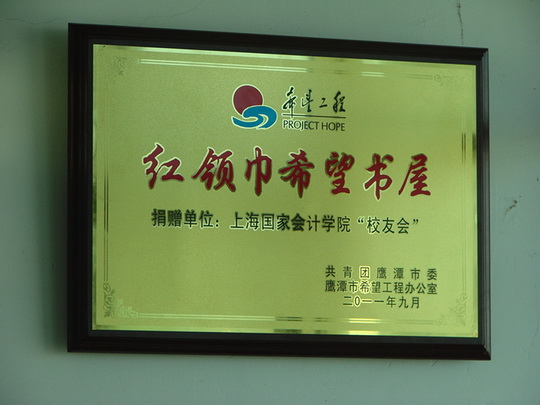 希望工程
PROJECT HOPE
红领巾希望书屋
捐赠单位：上海国家会计学院“校友会”
共青团鹰潭市委
鹰潭市希望工程办公室
二〇一一年九月